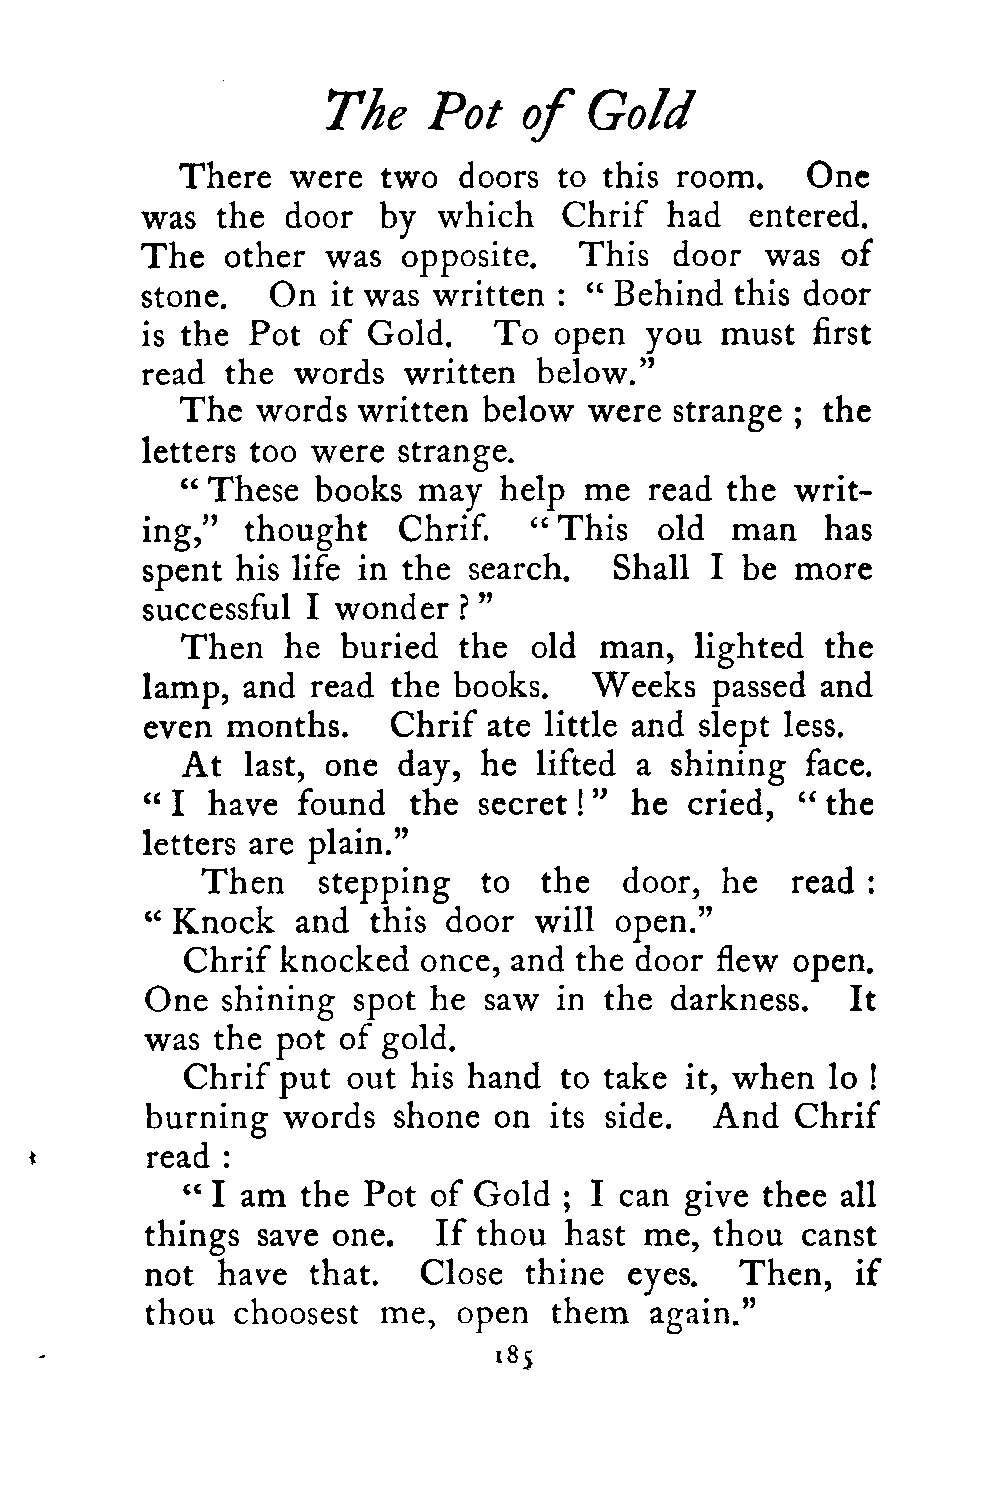 The Pot of Gold
There were two doors to this room. One
was the door by which Chrif had entered.
The other was opposite. This door was of
stone. On it was written : “ Behind this door
is the Pot of Gold. To open you must first
read the words written below.”
The words written below were strange ; the
letters too were strange.
“ These books may help me read the writ-
ing,” thought Chrif. “ This old man has
spent his life in the search. Shall I be more
successful I wonder ? ”
Then he buried the old man, lighted the
lamp, and read the books. Weeks passed and
even months. Chrif ate little and slept less.
At last, one day, he lifted a shining face.
“ I have found the secret ! ” he cried, “ the
letters are plain.”
Then stepping to the door, he read :
“ Knock and this door will open.”
Chrif knocked once, and the door flew open.
One shining spot he saw in the darkness. It
was the pot of gold.
Chrif put out his hand to take it, when lo !
burning words shone on its side. And Chrif
read :
“ I am the Pot of Gold ; I can give thee all
things save one. If thou hast me, thou canst
not have that. Close thine eyes. Then, if
thou choosest me, open them again.”
185